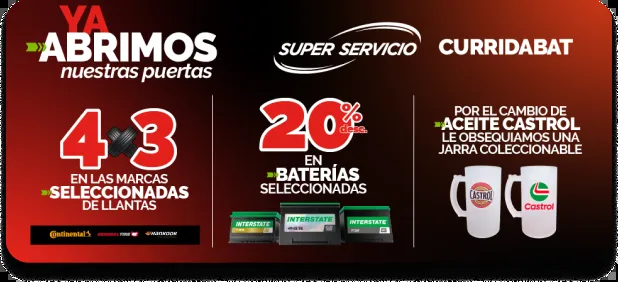 YA
ABRIMOS
nuestras puertas
SUPER SERVICIO
CURRIDABAT
4x3
EN LAS MARCAS
SELECCIONADAS
DE LLANTAS
Continental
HANKOOK
20% desc.
EN
BATERÍAS
SELECCIONADAS
INTERSTATE
INTERSTATE
INTERSTATE
POR EL CAMBIO DE
ACEITE CASTROL
LE OBSEQUIAMOS UNA
JARRA COLECCIONABLE
CASTROL
Castrol